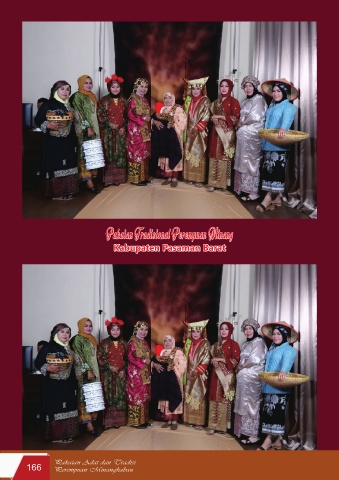 Pakaian Tradisional Perempuan Minang
Kabupaten Pasaman Barat
166
Pakaian Adat dan Tradisi
Perempuan Minangkabau